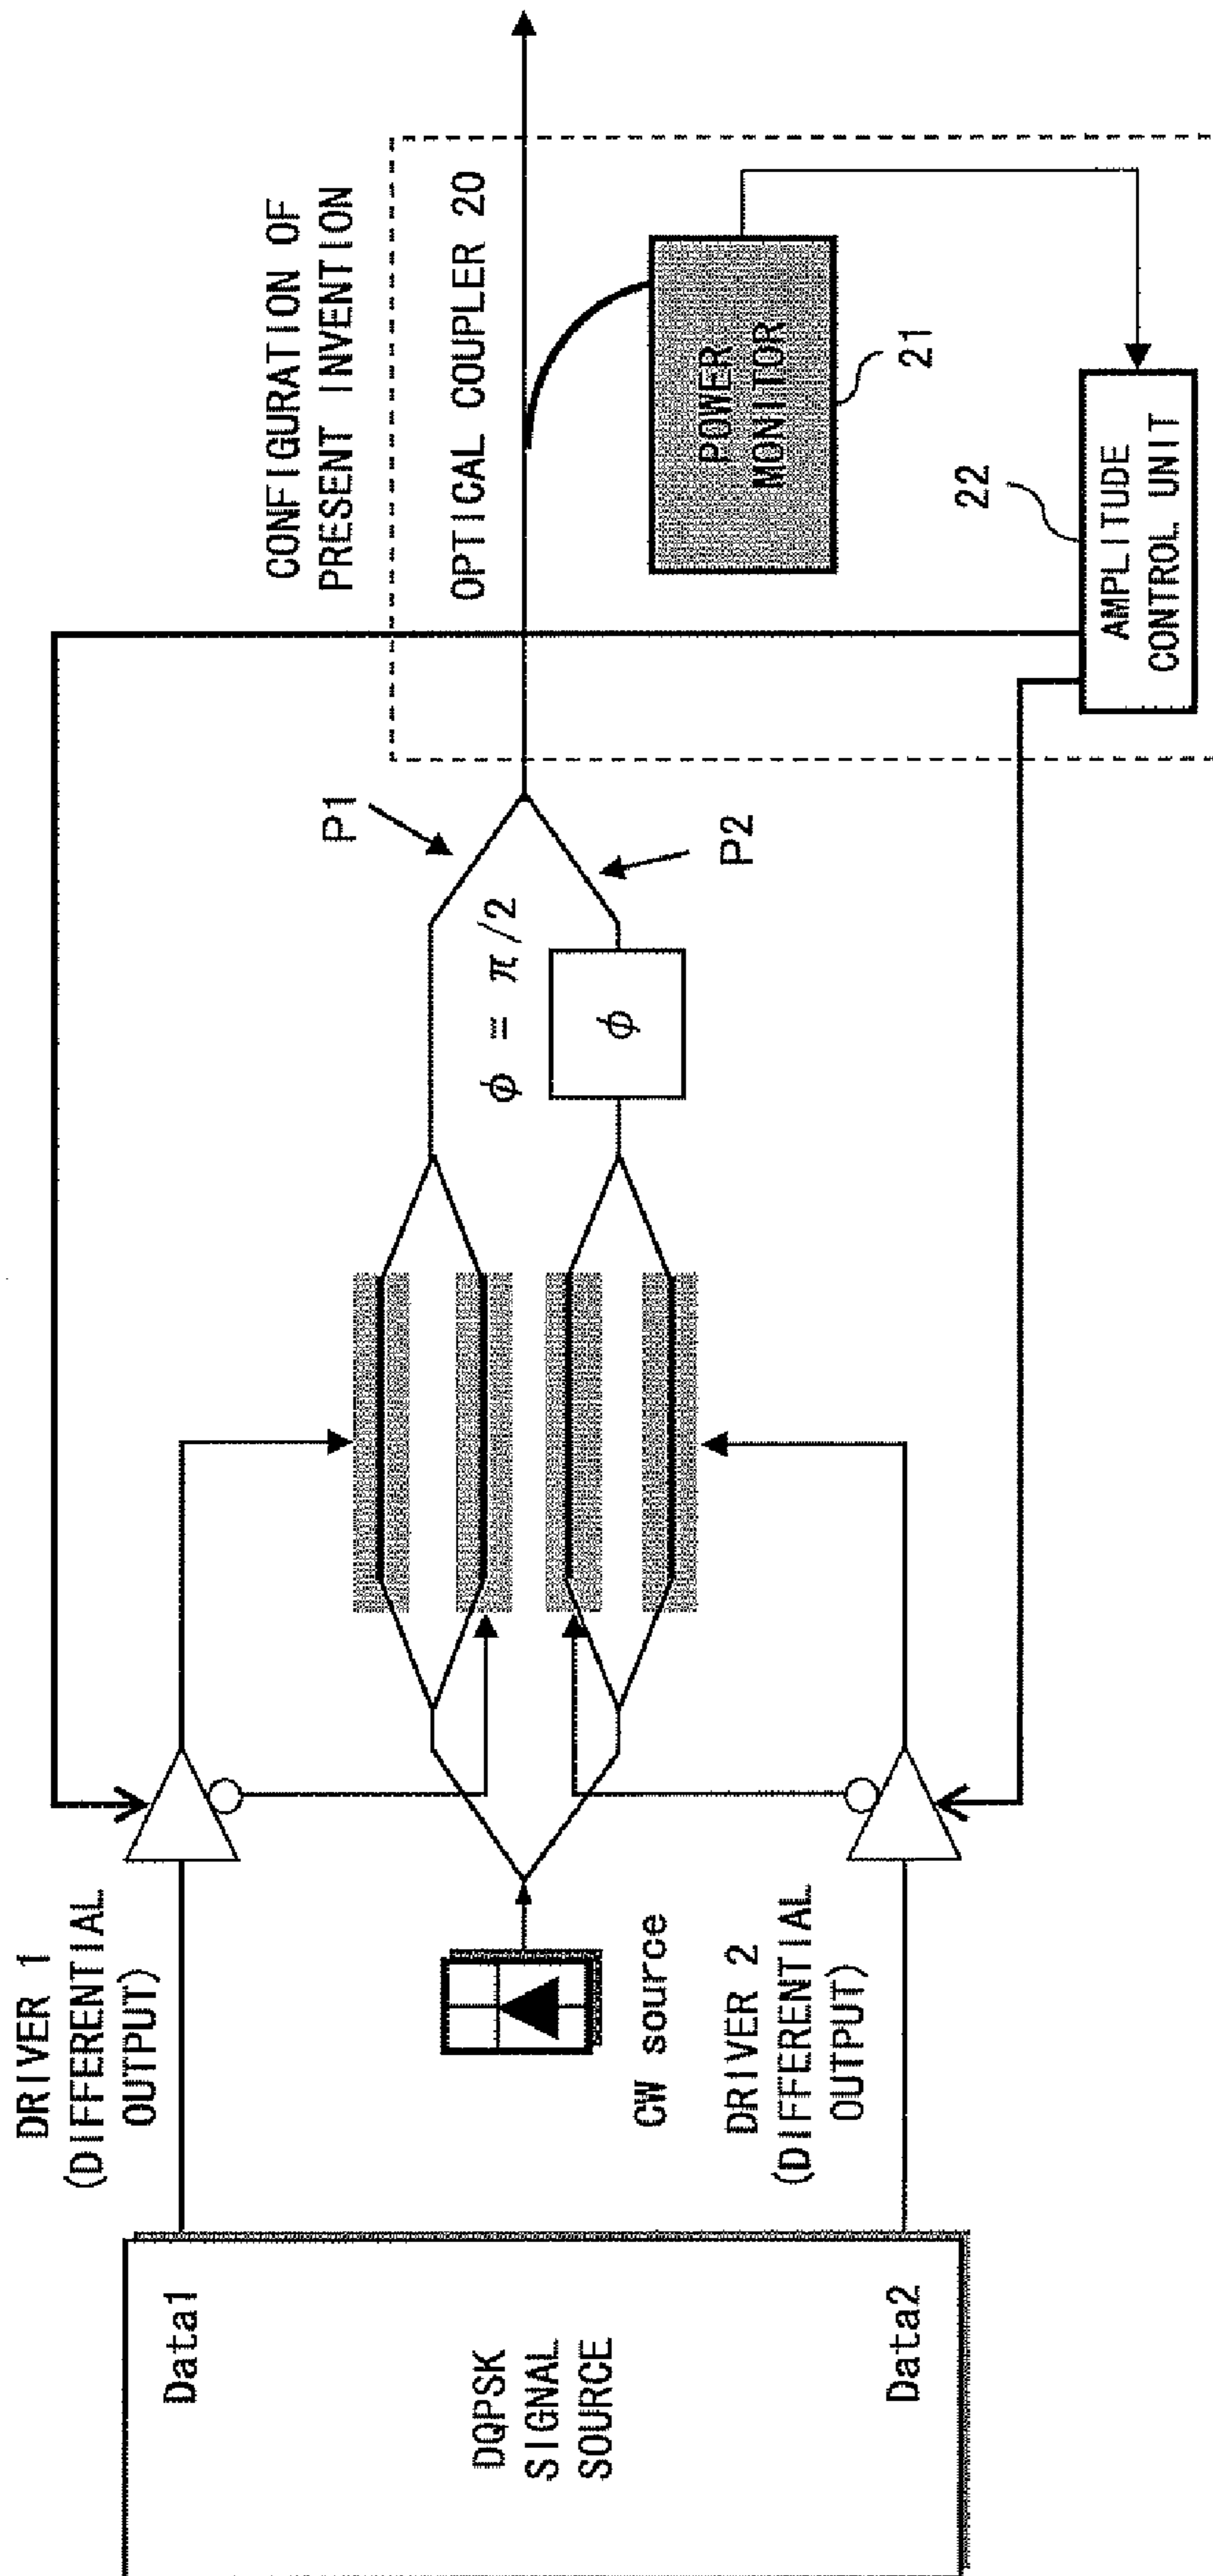 CONFIGURATION OF
PRESENT INVENTION
DRIVER 1
(DIFFERENTIAL
OUTPUT)
Data1
DQPSK
SIGNAL
SOURCE
Data2
CW source
DRIVER 2
(DIFFERENTIAL
OUTPUT)
φ = π/2
φ
P1
P2
OPTICAL COUPLER 20
POWER
MONITOR
21
22
AMPLITUDE
CONTROL UNIT